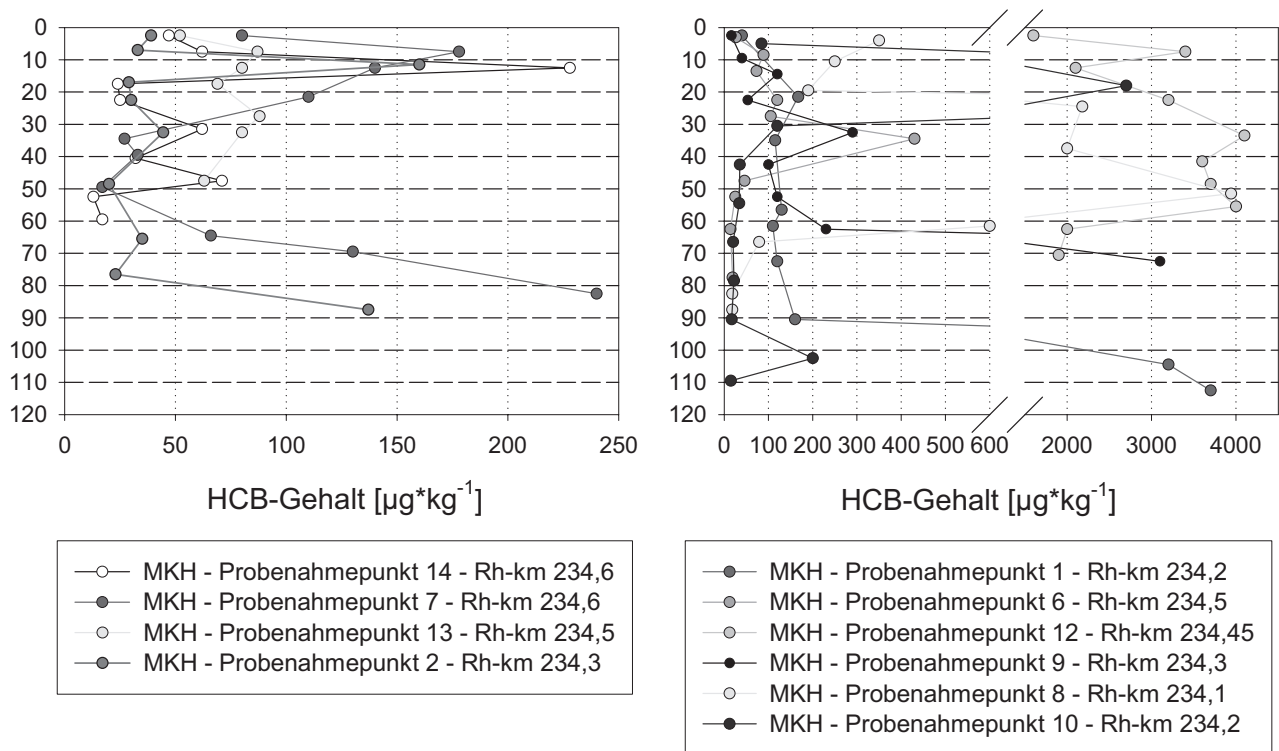 0
10
20
30
40
50
60
70
80
90
100
110
120
0 50 100 150 200 250
HCB-Gehalt [µg*kg⁻¹]
MKH - Probenahmepunkt 14 - Rh-km 234,6
MKH - Probenahmepunkt 7 - Rh-km 234,6
MKH - Probenahmepunkt 13 - Rh-km 234,5
MKH - Probenahmepunkt 2 - Rh-km 234,3
0
10
20
30
40
50
60
70
80
90
100
110
120
0 100 200 300 400 500 600 2000 3000 4000
HCB-Gehalt [µg*kg⁻¹]
MKH - Probenahmepunkt 1 - Rh-km 234,2
MKH - Probenahmepunkt 6 - Rh-km 234,5
MKH - Probenahmepunkt 12 - Rh-km 234,45
MKH - Probenahmepunkt 9 - Rh-km 234,3
MKH - Probenahmepunkt 8 - Rh-km 234,1
MKH - Probenahmepunkt 10 - Rh-km 234,2